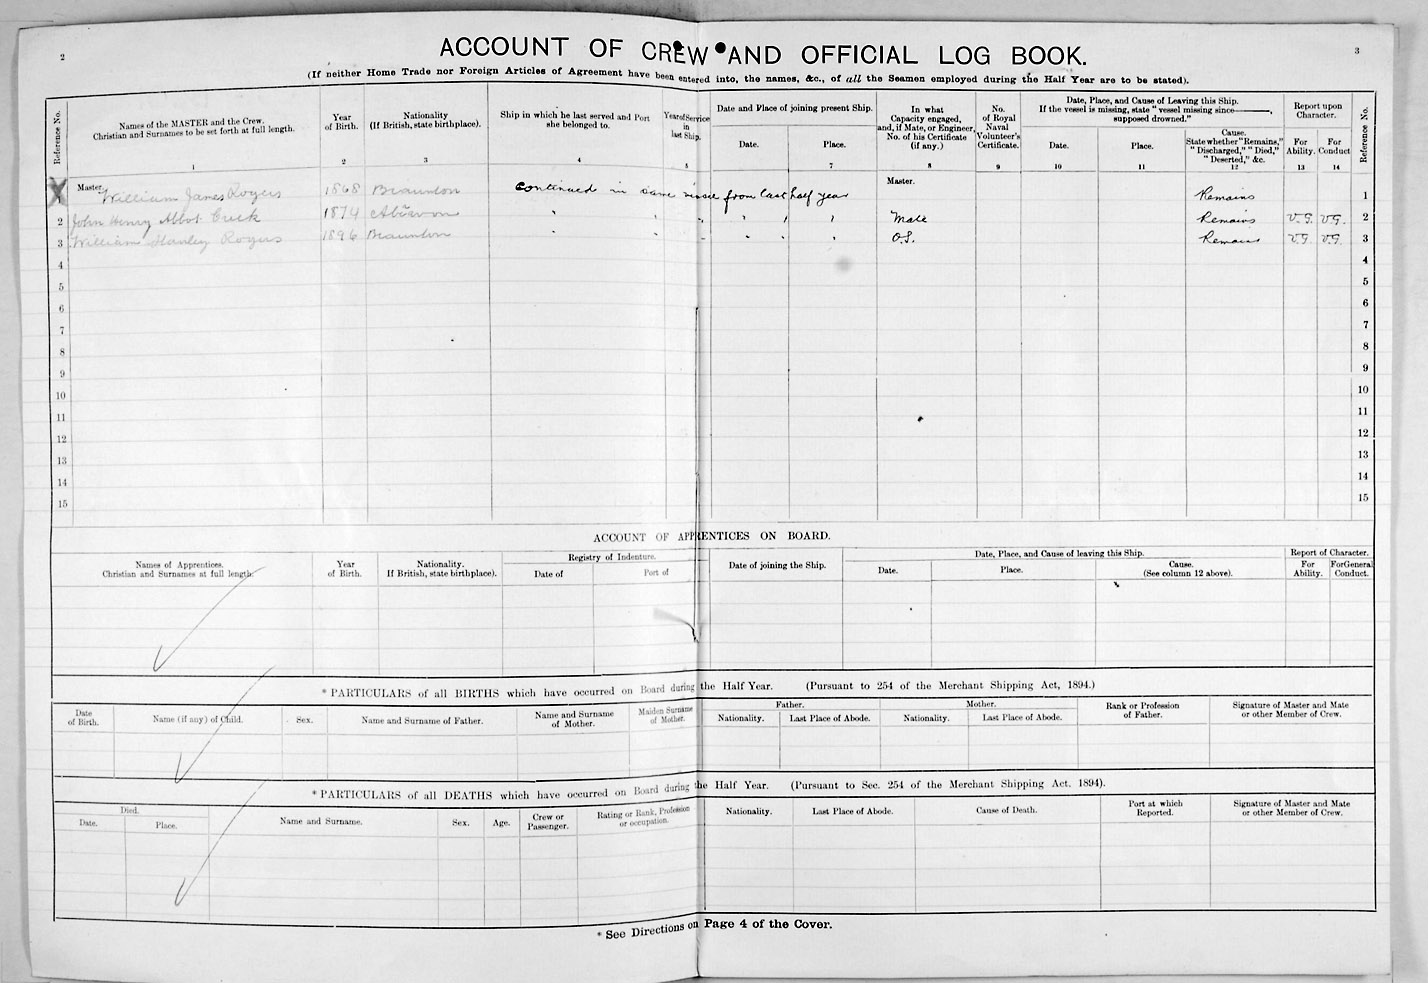 2
3
ACCOUNT OF CREW AND OFFICIAL LOG BOOK.
(If neither Home Trade nor Foreign Articles of Agreement have been entered into, the names, &c., of all the Seamen employed during the Half Year are to be stated).
Reference No.
Names of the MASTER and the Crew.
Christian and Surnames to be set forth at full length.
1
Year
of Birth.
2
Nationality
(If British, state birthplace).
3
Ship in which he last served and Port
she belonged to.
4
Year of Service
in
last Ship.
5
Date and Place of joining present Ship.
Date.
Place.
7
In what
Capacity engaged,
and, if Mate, or Engineer,
No. of his Certificate
(if any.)
8
No.
of Royal
Naval
Volunteer's
Certificate.
9
Date, Place, and Cause of Leaving this Ship.
If the vessel is missing, state "vessel missing since———,
supposed drowned."
Date.
10
Place.
11
Cause.
State whether "Remains,"
"Discharged," "Died,"
"Deserted," &c.
12
Report upon
Character.
For
Ability.
13
For
Conduct
14
Reference No.
X Master. William James Rogers 1868 Braunton Continued in same vessel from last half year Master. Remains 1
2 John Henry Abbot Cuck 1874 " " " " " " Mate Remains V.G. V.G. 2
3 William Stanley Rogers 1896 Braunton " " " " " " O.S. Remains V.G. V.G. 3
4 4
5 5
6 6
7 7
8 8
9 9
10 10
11 11
12 12
13 13
14 14
15 15
ACCOUNT OF APPRENTICES ON BOARD.
Names of Apprentices.
Christian and Surnames at full length.
Year
of Birth.
Nationality.
If British, state birthplace).
Registry of Indenture.
Date of
Port of
Date of joining the Ship.
Date, Place, and Cause of leaving this Ship.
Date.
Place.
Cause.
(See column 12 above).
Report of Character.
For
Ability.
For General
Conduct.
* PARTICULARS of all BIRTHS which have occurred on Board during the Half Year. (Pursuant to 254 of the Merchant Shipping Act, 1894.)
Date
of Birth.
Name (if any) of Child.
Sex.
Name and Surname of Father.
Name and Surname
of Mother.
Maiden Surname
of Mother.
Father.
Nationality.
Last Place of Abode.
Mother.
Nationality.
Last Place of Abode.
Rank or Profession
of Father.
Signature of Master and Mate
or other Member of Crew.
* PARTICULARS of all DEATHS which have occurred on Board during the Half Year. (Pursuant to Sec. 254 of the Merchant Shipping Act. 1894).
Died.
Date.
Place.
Name and Surname.
Sex.
Age.
Crew or
Passenger.
Rating or Rank, Profession
or occupation.
Nationality.
Last Place of Abode.
Cause of Death.
Port at which
Reported.
Signature of Master and Mate
or other Member of Crew.
* See Directions on Page 4 of the Cover.